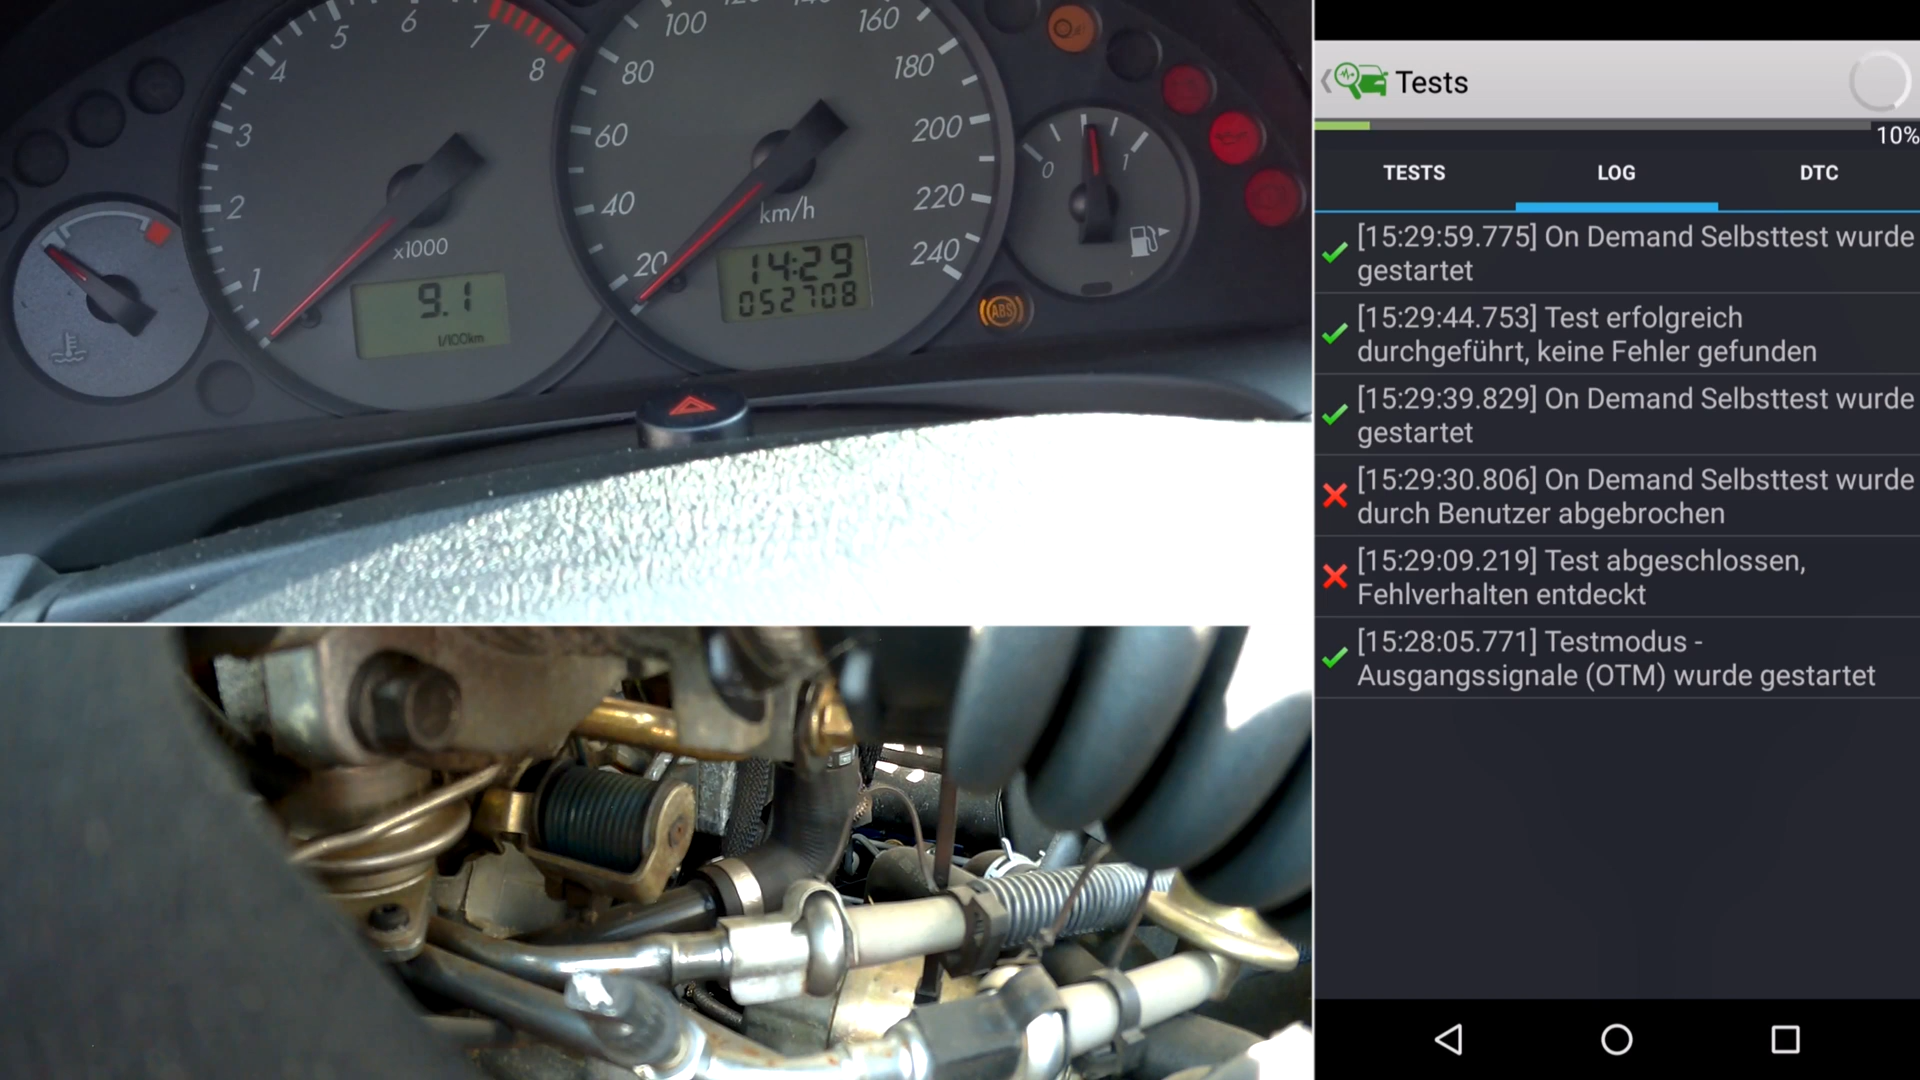 5
6
7
8
4
3
2
1
x1000
9.1
l/100km
100
160
80
180
60
200
40
220
20
240
km/h
14:29
052708
0
1
ABS
Tests
10%
TESTS
LOG
DTC
[15:29:59.775] On Demand Selbsttest wurde
gestartet
[15:29:44.753] Test erfolgreich
durchgeführt, keine Fehler gefunden
[15:29:39.829] On Demand Selbsttest wurde
gestartet
[15:29:30.806] On Demand Selbsttest wurde
durch Benutzer abgebrochen
[15:29:09.219] Test abgeschlossen,
Fehlverhalten entdeckt
[15:28:05.771] Testmodus -
Ausgangssignale (OTM) wurde gestartet